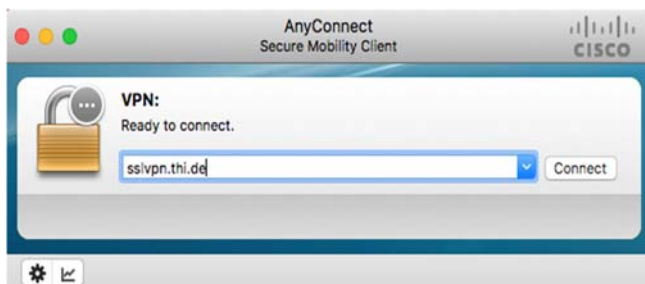 AnyConnect
Secure Mobility Client
CISCO
VPN:
Ready to connect.
sslvpn.thi.de
Connect